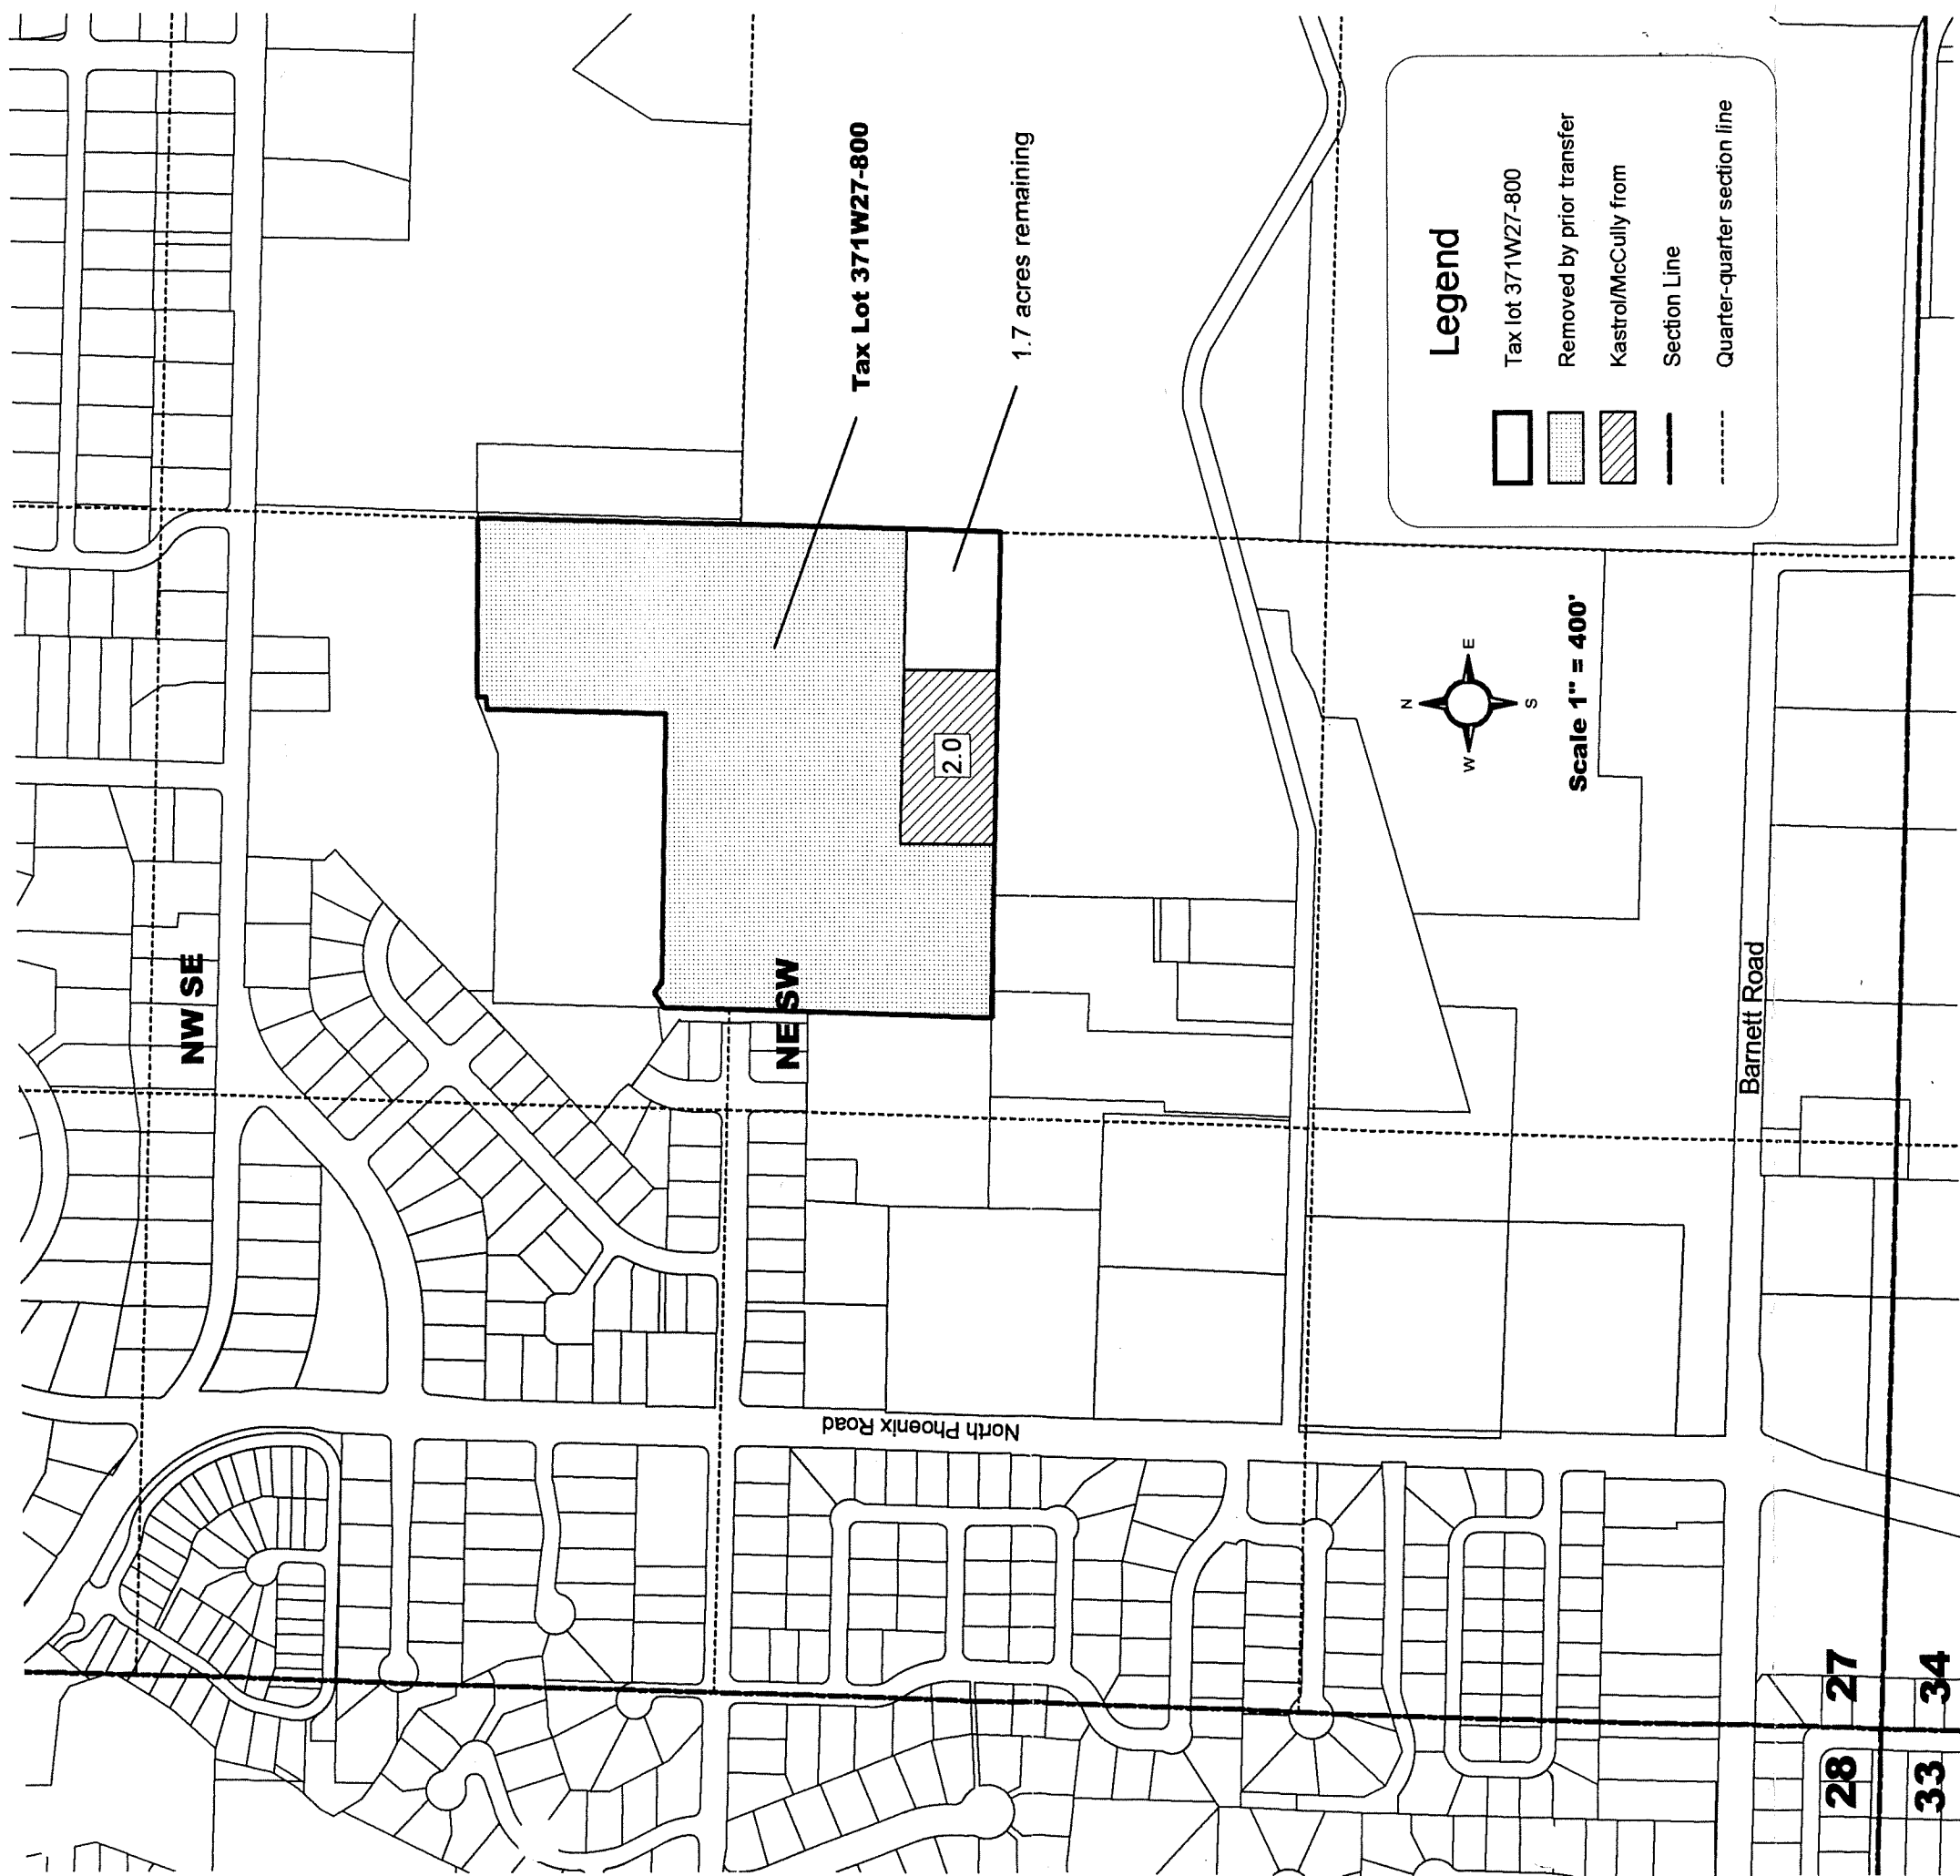 NW SE
Tax Lot 371W27-800
1.7 acres remaining
NE SW
2.0
North Phoenix Road
N
W
E
S
Scale 1" = 400'
Legend
Tax lot 371W27-800
Removed by prior transfer
Kastrol/McCully from
Section Line
Quarter-quarter section line
Barnett Road
28 27
33 34